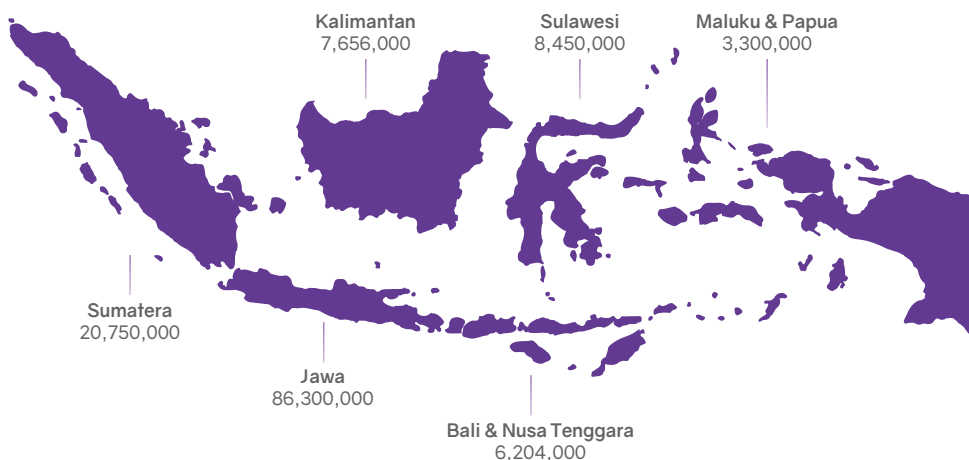 Kalimantan
7,656,000
Sulawesi
8,450,000
Maluku & Papua
3,300,000
Sumatera
20,750,000
Jawa
86,300,000
Bali & Nusa Tenggara
6,204,000